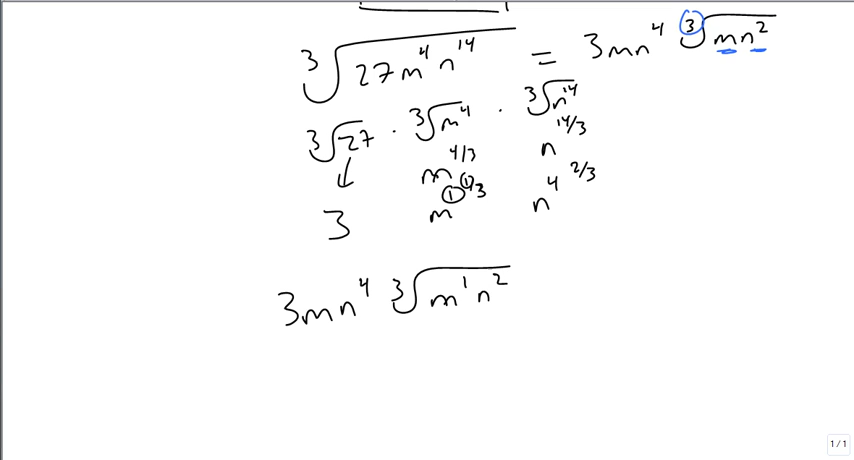 ∛(27m⁴n¹⁴) = 3mn⁴ ∛(mn²)
∛27 · ∛m⁴ · ∛n¹⁴
m^4/3 n^14/3
3 m^1 1/3 n^4 2/3
3mn⁴ ∛(m¹n²)
1 / 1